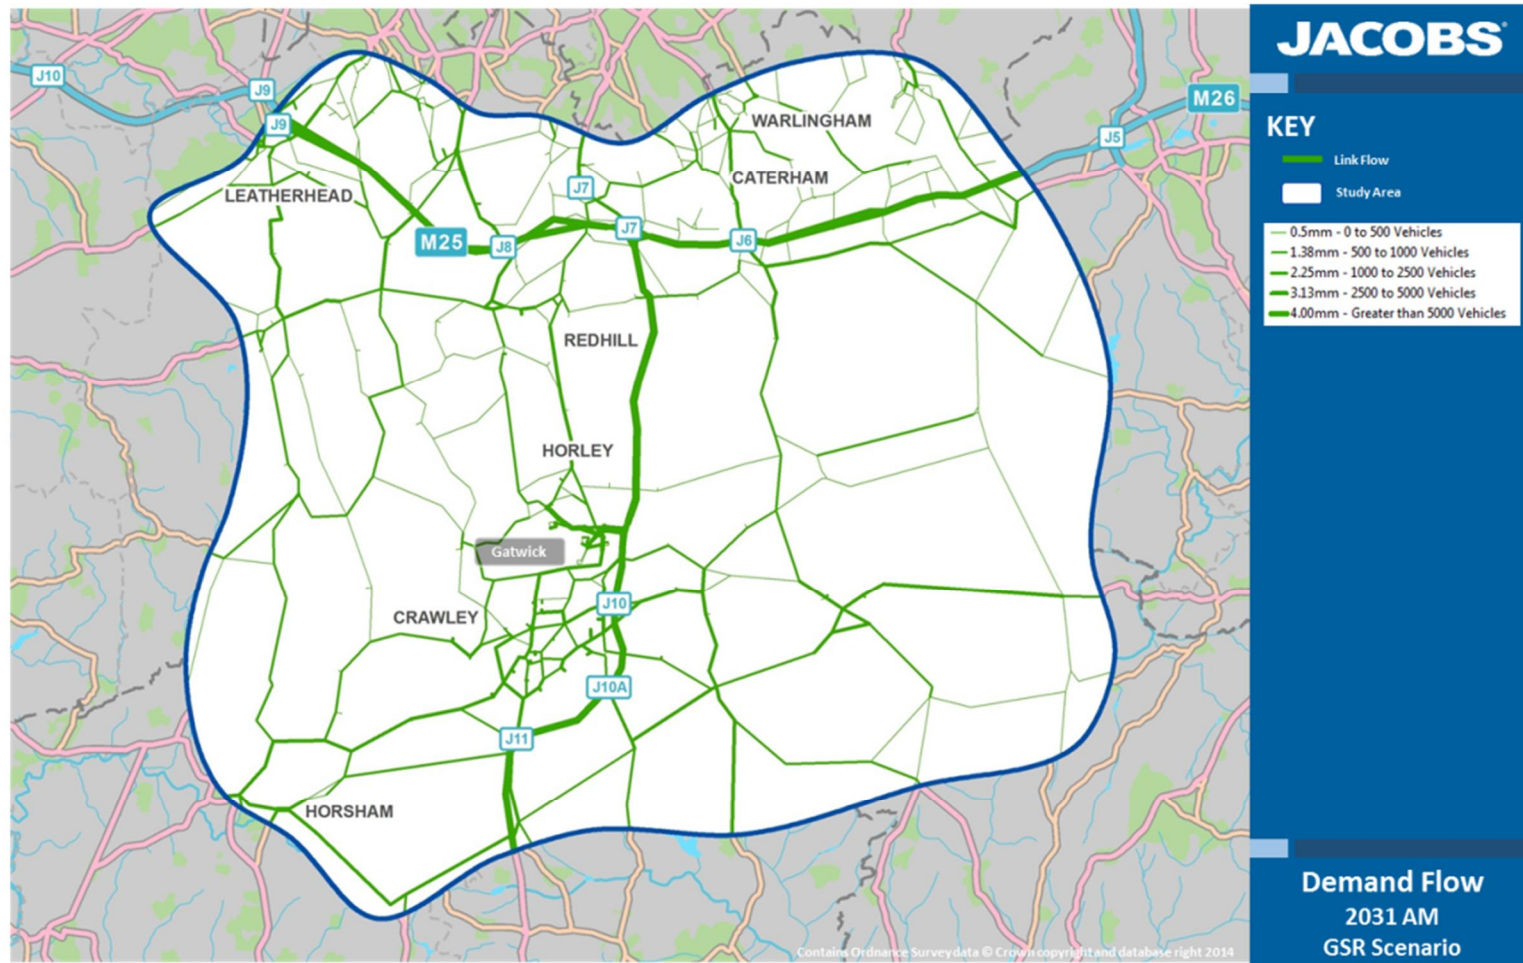 JACOBS
KEY
Link Flow
Study Area
0.5mm - 0 to 500 Vehicles
1.38mm - 500 to 1000 Vehicles
2.25mm - 1000 to 2500 Vehicles
3.13mm - 2500 to 5000 Vehicles
4.00mm - Greater than 5000 Vehicles
J10
J9
J9
M26
J5
WARLINGHAM
CATERHAM
LEATHERHEAD
J7
J7
M25
J8
J6
REDHILL
HORLEY
Gatwick
J10
CRAWLEY
J10A
J11
HORSHAM
Demand Flow
2031 AM
GSR Scenario
Contains Ordnance Survey data © Crown copyright and database right 2014